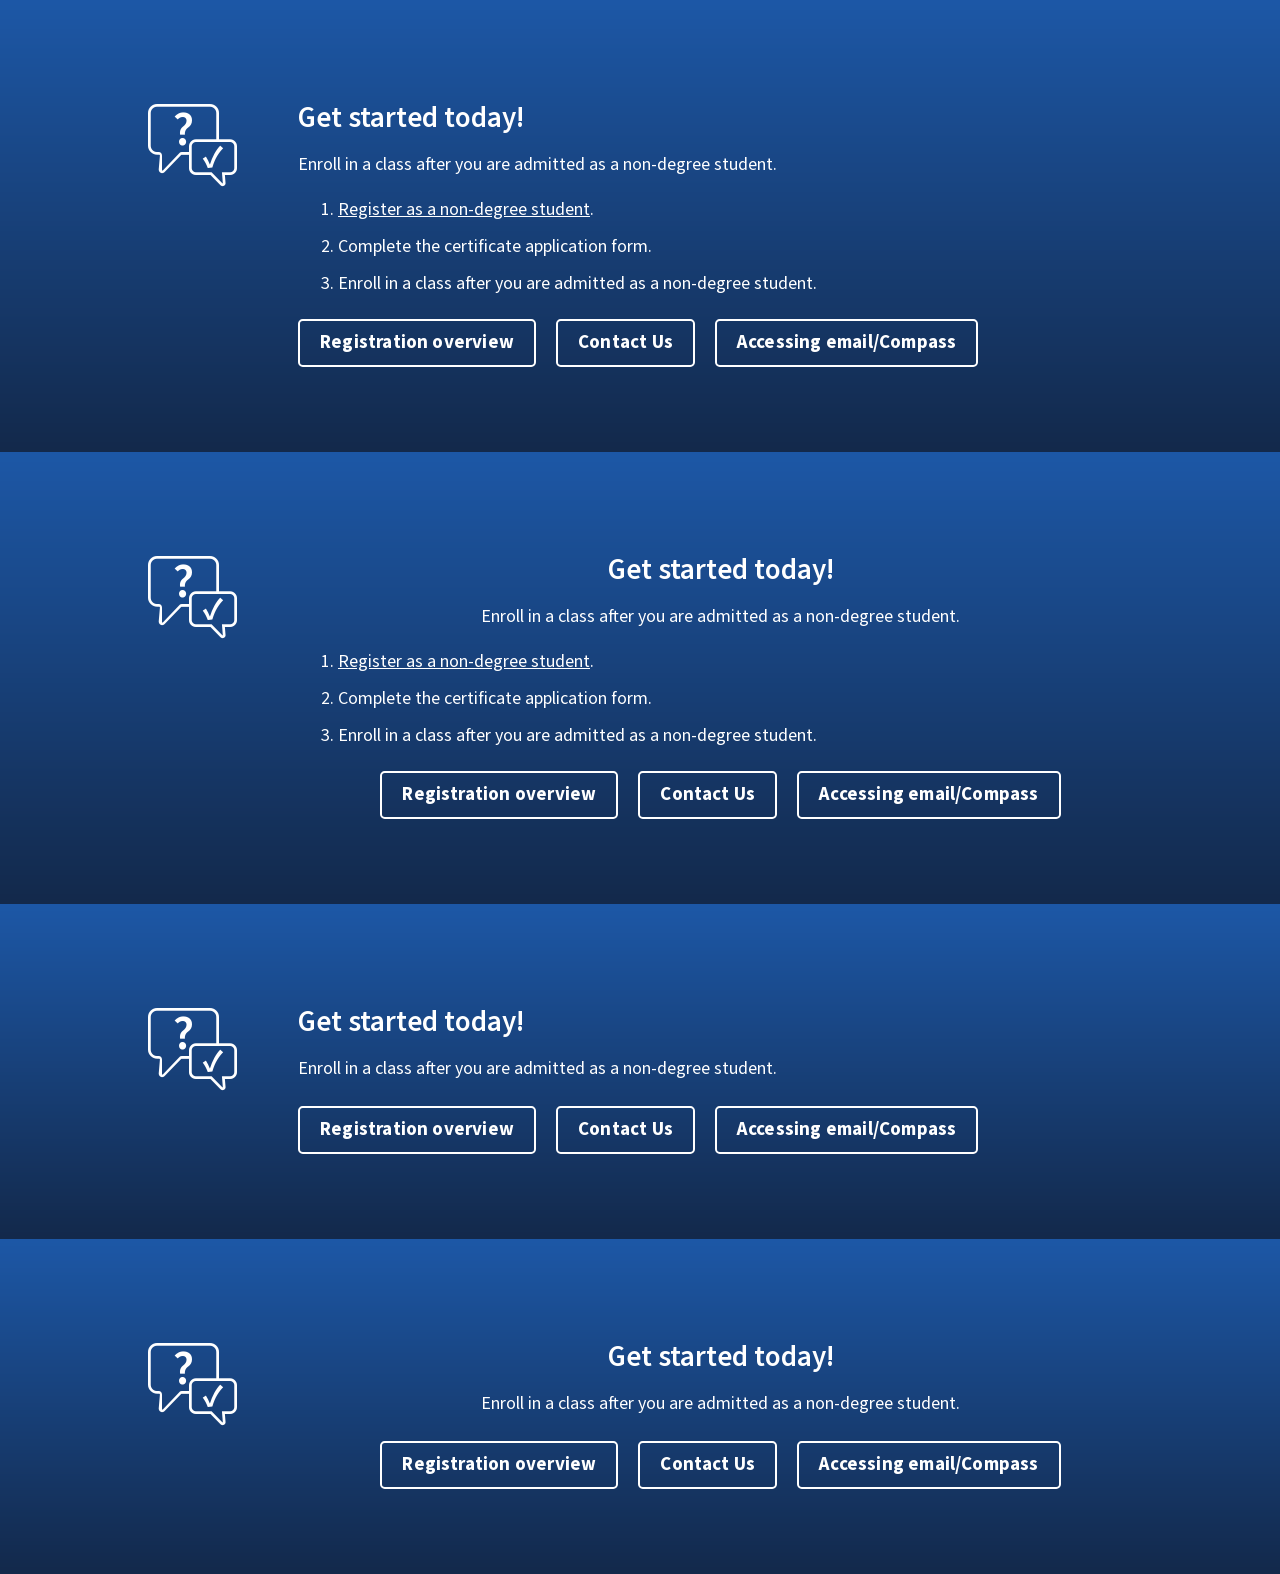 Get started today!
Enroll in a class after you are admitted as a non-degree student.
1. Register as a non-degree student.
2. Complete the certificate application form.
3. Enroll in a class after you are admitted as a non-degree student.
Registration overview Contact Us Accessing email/Compass
Get started today!
Enroll in a class after you are admitted as a non-degree student.
1. Register as a non-degree student.
2. Complete the certificate application form.
3. Enroll in a class after you are admitted as a non-degree student.
Registration overview Contact Us Accessing email/Compass
Get started today!
Enroll in a class after you are admitted as a non-degree student.
Registration overview Contact Us Accessing email/Compass
Get started today!
Enroll in a class after you are admitted as a non-degree student.
Registration overview Contact Us Accessing email/Compass